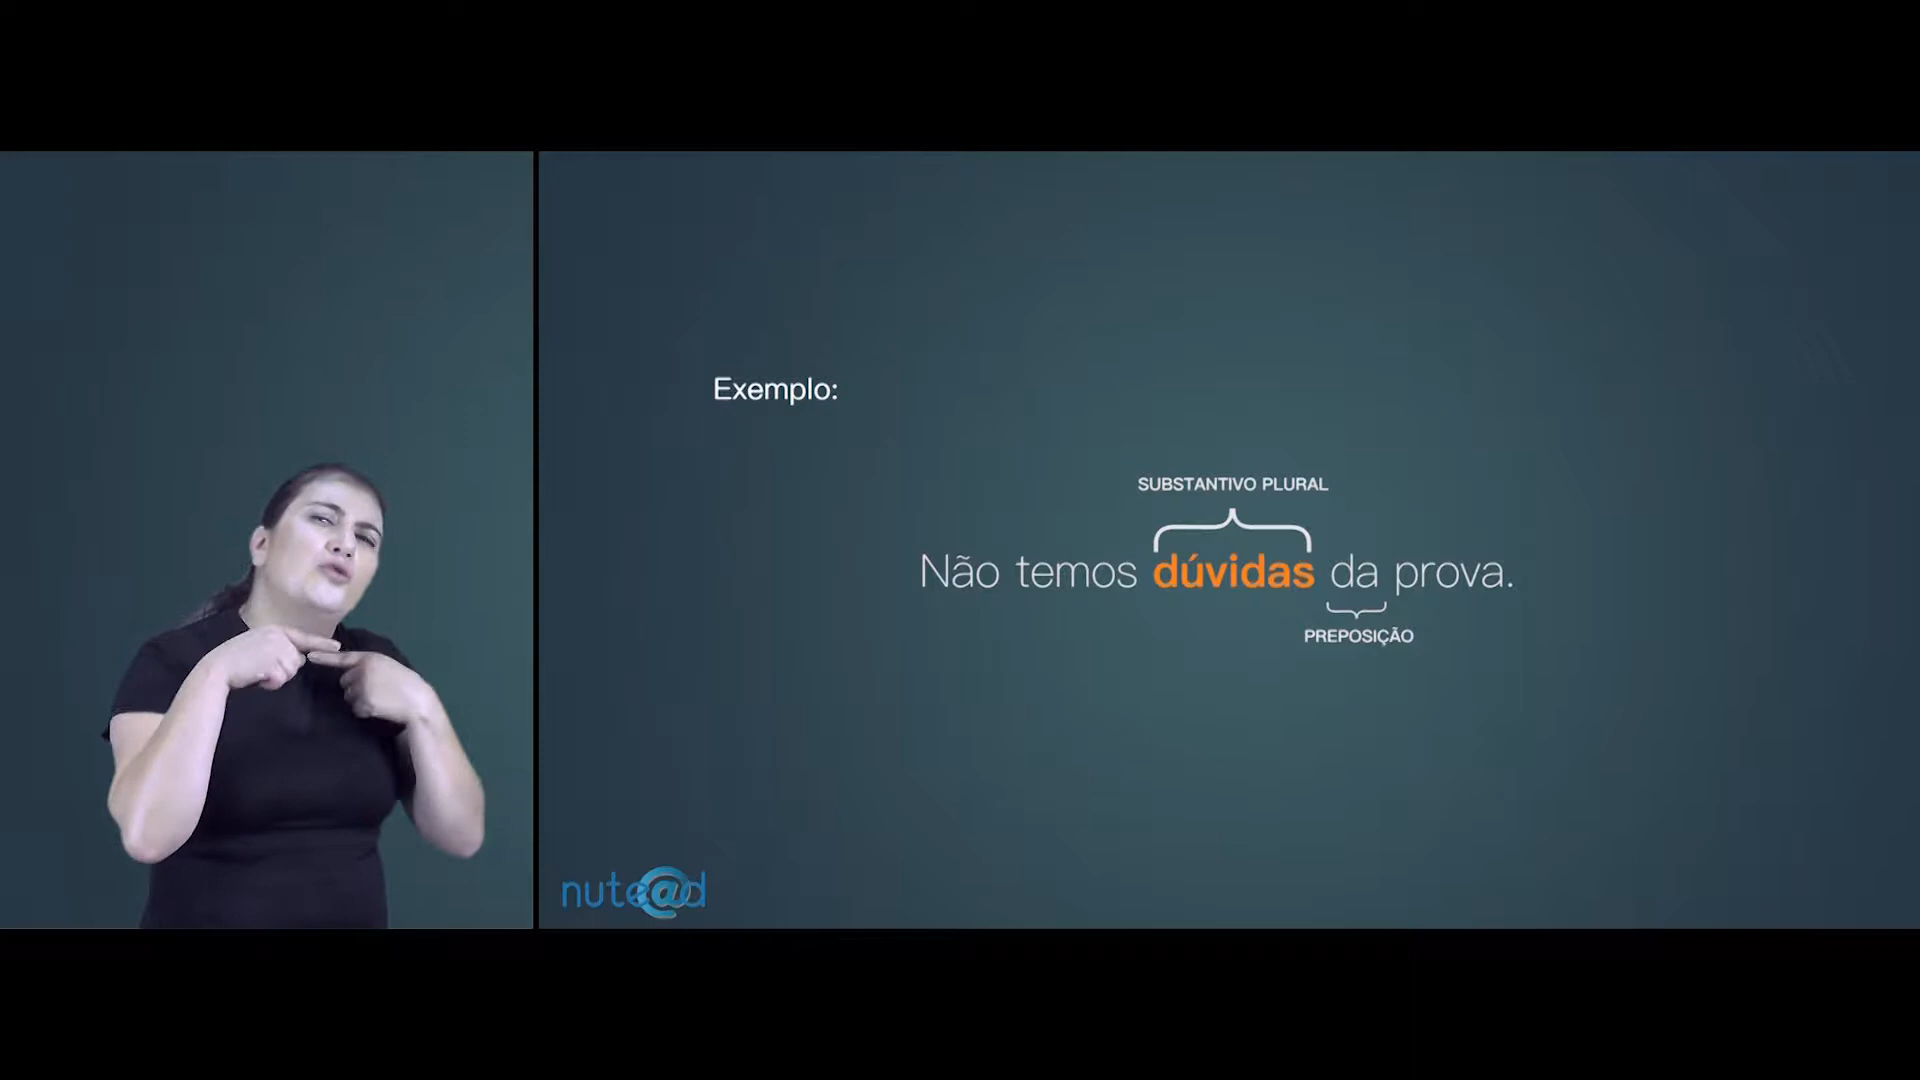 Exemplo:
SUBSTANTIVO PLURAL
Não temos dúvidas da prova.
PREPOSIÇÃO
nute@d